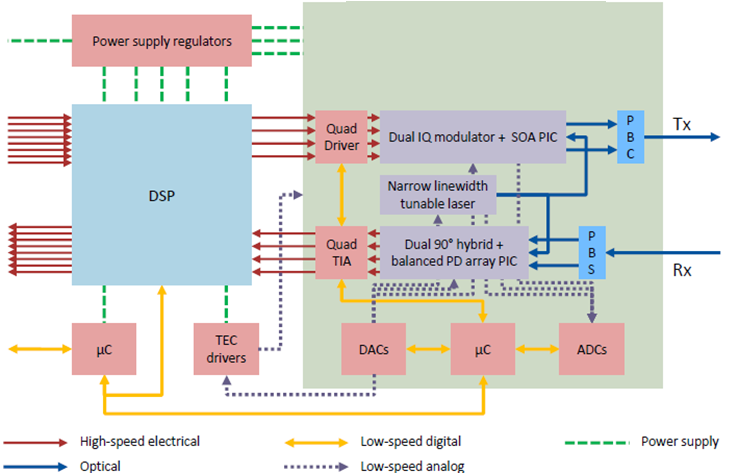 Power supply regulators
DSP
Quad
Driver
Dual IQ modulator + SOA PIC
P
B
C
Tx
Narrow linewidth
tunable laser
Quad
TIA
Dual 90° hybrid +
balanced PD array PIC
P
B
S
Rx
µC
TEC
drivers
DACs
µC
ADCs
High-speed electrical
Low-speed digital
Power supply
Optical
Low-speed analog